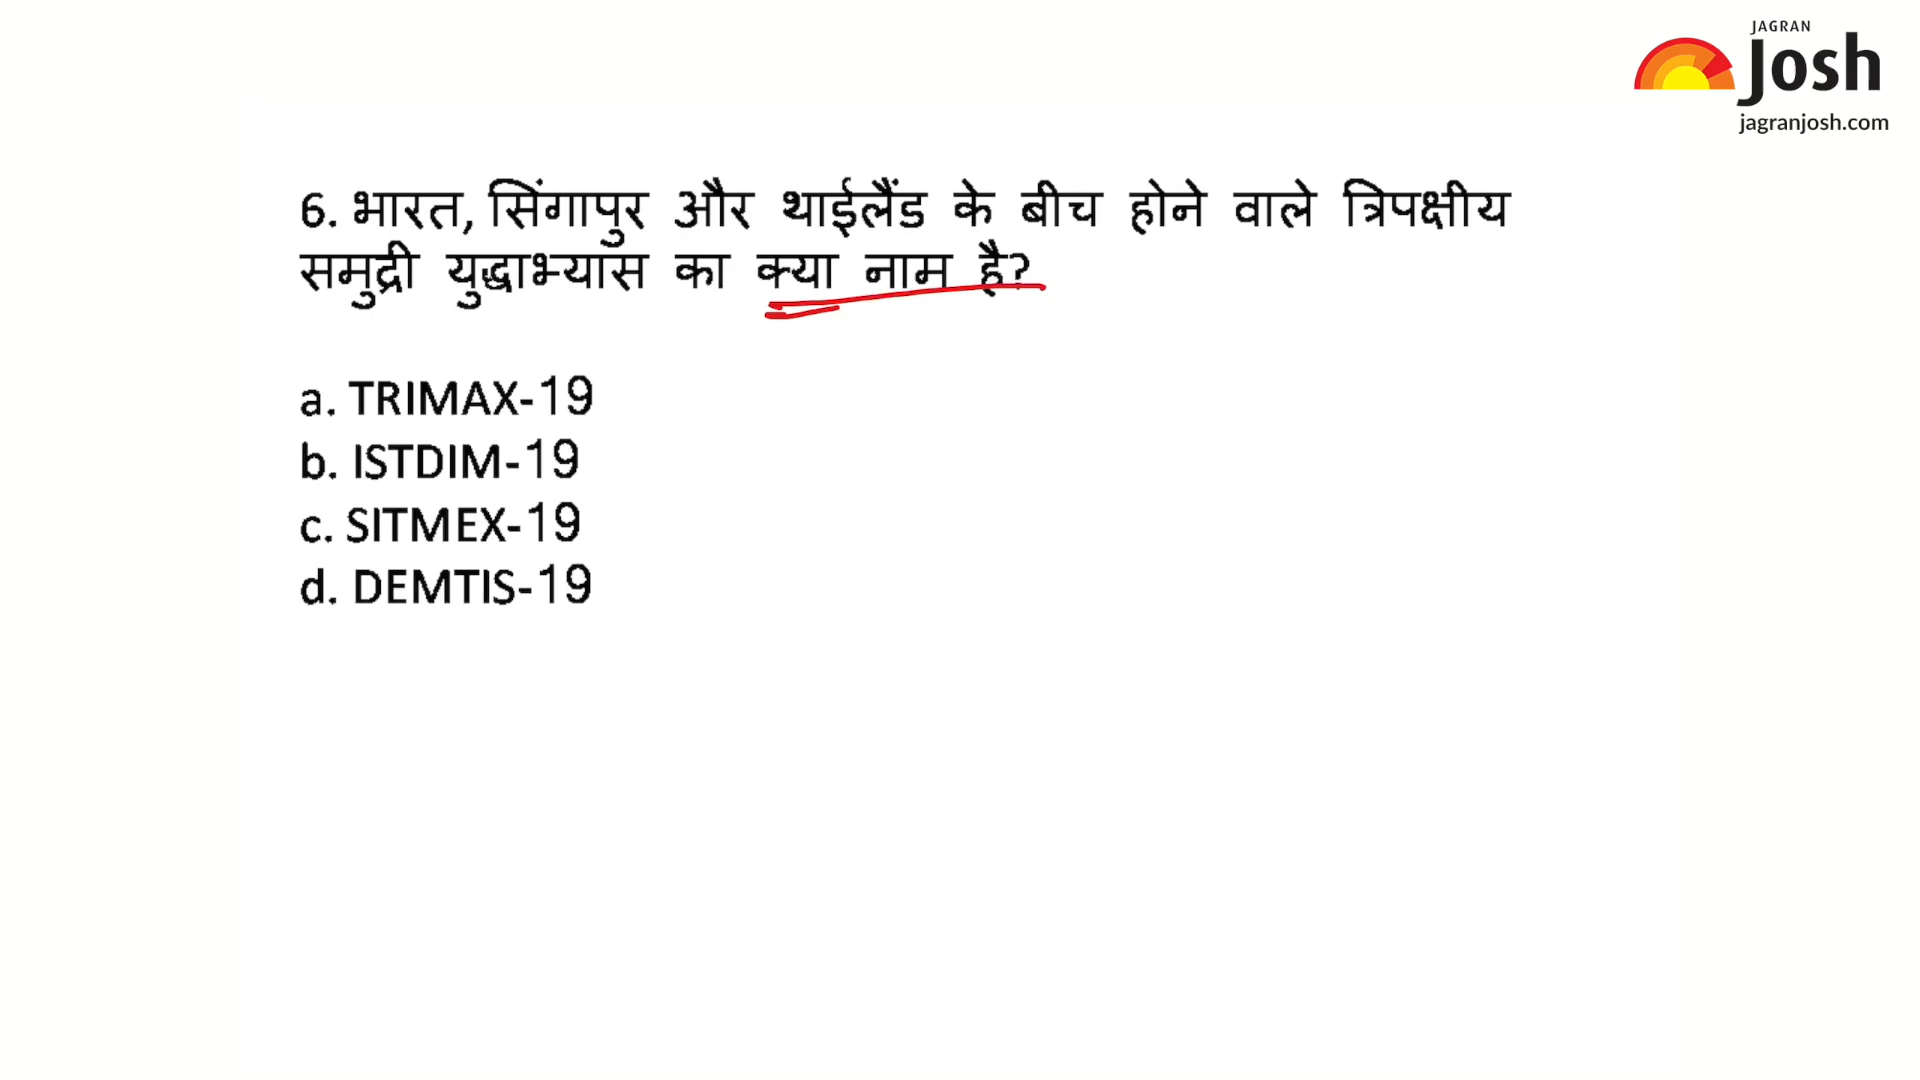 JAGRAN
Josh
jagranjosh.com
6. भारत, सिंगापुर और थाईलैंड के बीच होने वाले त्रिपक्षीय
समुद्री युद्धाभ्यास का क्या नाम है?
a. TRIMAX-19
b. ISTDIM-19
c. SITMEX-19
d. DEMTIS-19